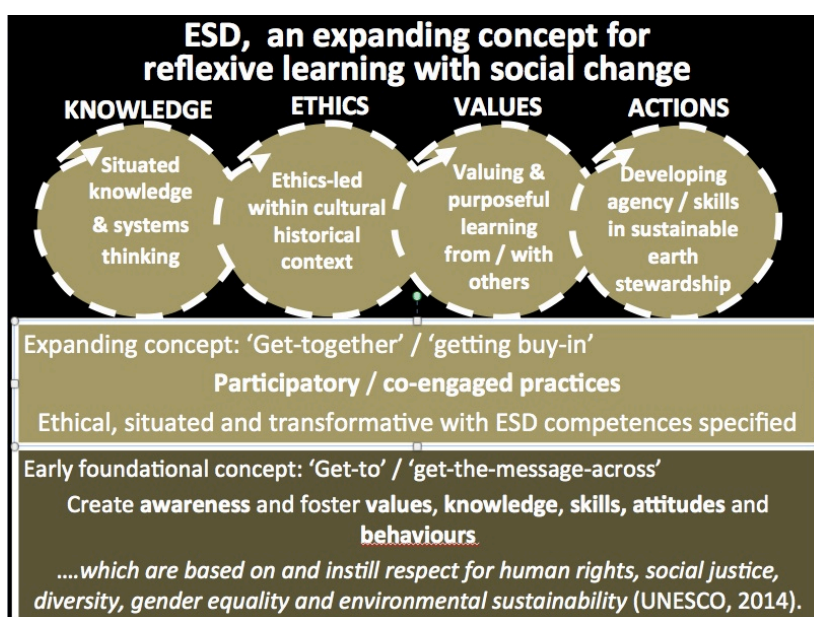 ESD, an expanding concept for
reflexive learning with social change
KNOWLEDGE
ETHICS
VALUES
ACTIONS
Situated
knowledge
& systems
thinking
Ethics-led
within cultural
historical
context
Valuing &
purposeful
learning
from / with
others
Developing
agency / skills
in sustainable
earth
stewardship
Expanding concept: ‘Get-together’ / ‘getting buy-in’
Participatory / co-engaged practices
Ethical, situated and transformative with ESD competences specified
Early foundational concept: ‘Get-to’ / ‘get-the-message-across’
Create awareness and foster values, knowledge, skills, attitudes and
behaviours
....which are based on and instill respect for human rights, social justice,
diversity, gender equality and environmental sustainability (UNESCO, 2014).